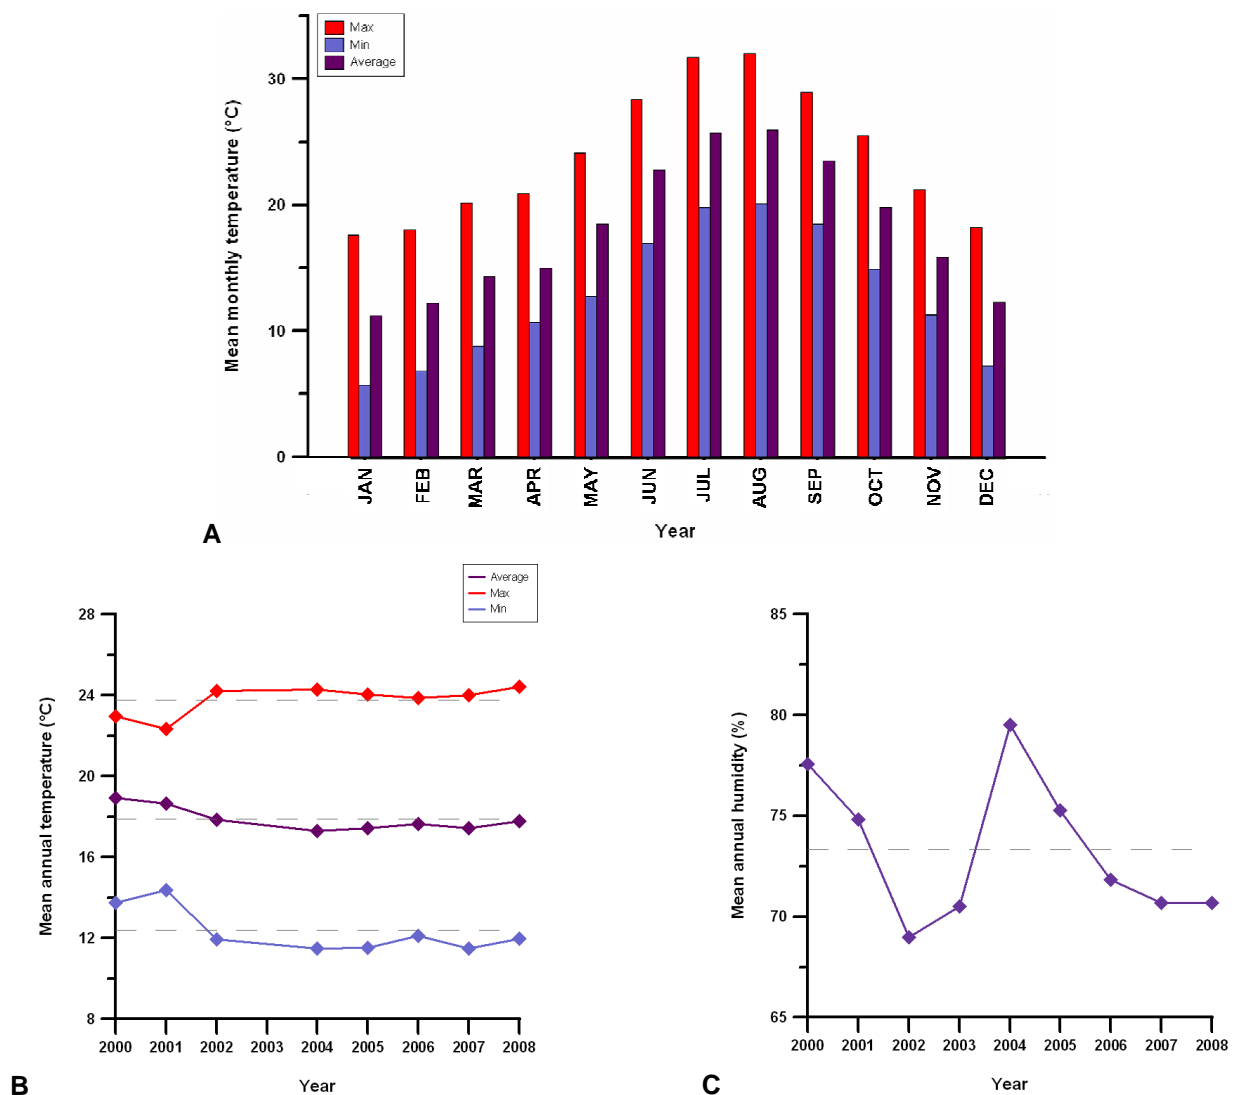 Max
Min
Average
Mean monthly temperature (°C)
30
20
10
0
JAN
FEB
MAR
APR
MAY
JUN
JUL
AUG
SEP
OCT
NOV
DEC
Year
A
Average
Max
Min
Mean annual temperature (°C)
28
24
20
16
12
8
2000
2001
2002
2003
2004
2005
2006
2007
2008
Year
B
Mean annual humidity (%)
85
80
75
70
65
2000
2001
2002
2003
2004
2005
2006
2007
2008
Year
C